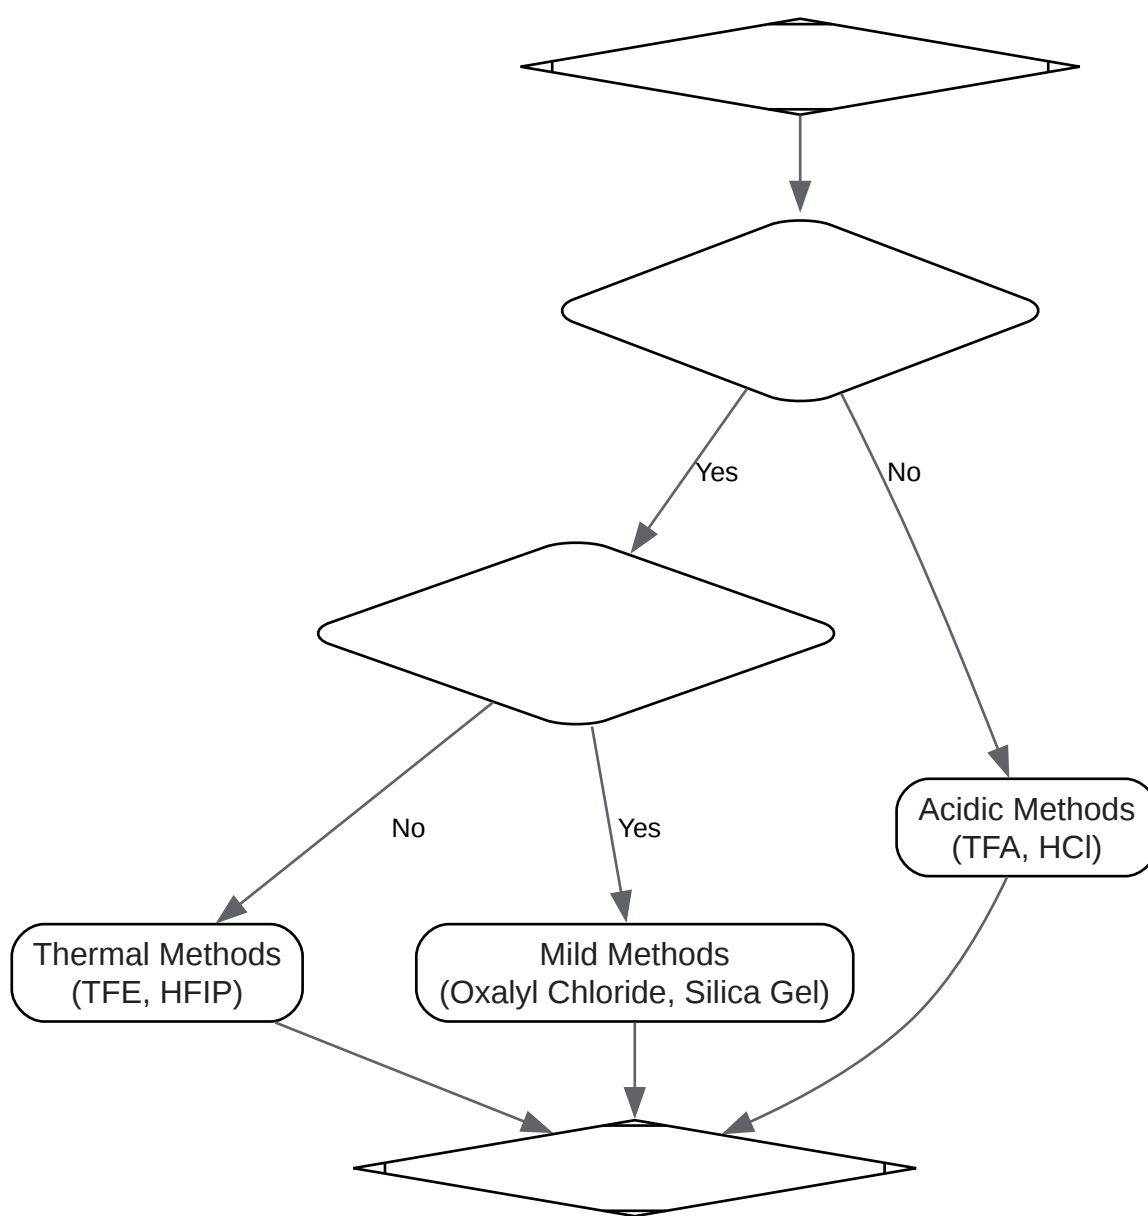 Yes
No
No
Yes
Acidic Methods
(TFA, HCl)
Thermal Methods
(TFE, HFIP)
Mild Methods
(Oxalyl Chloride, Silica Gel)